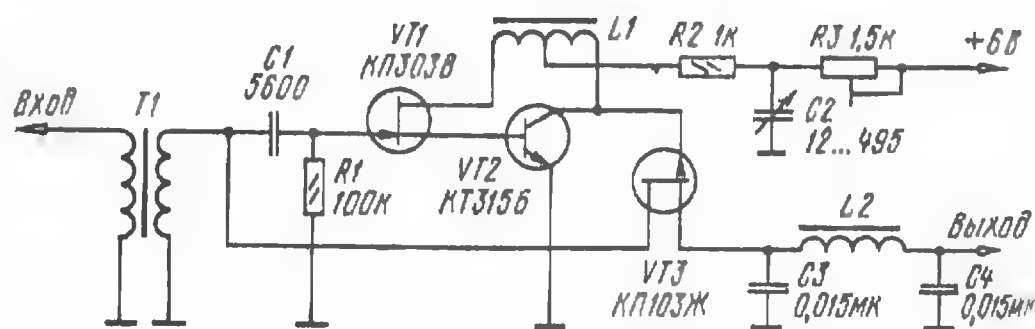 Вход
T1
C1
5600
R1
100к
VT1
КП303В
VT2
КТ315б
L1
R2 1к
R3 1,5к
+6В
C2
12...495
VT3
КП103Ж
L2
Выход
C3
0,015мк
C4
0,015мк